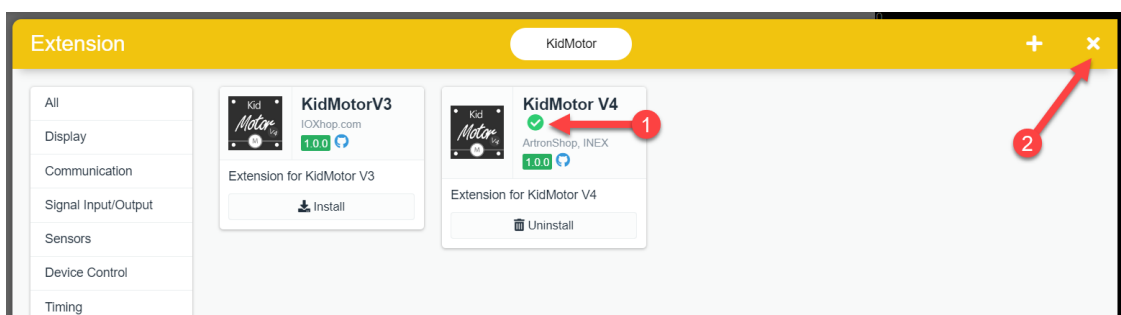 Extension
KidMotor
All
Display
Communication
Signal Input/Output
Sensors
Device Control
Timing
Kid
Motor
V4
M
KidMotorV3
IOXhop.com
1.0.0
Extension for KidMotor V3
Install
Kid
Motor
V4
M
KidMotor V4
ArtronShop, INEX
1.0.0
Extension for KidMotor V4
Uninstall
1
2